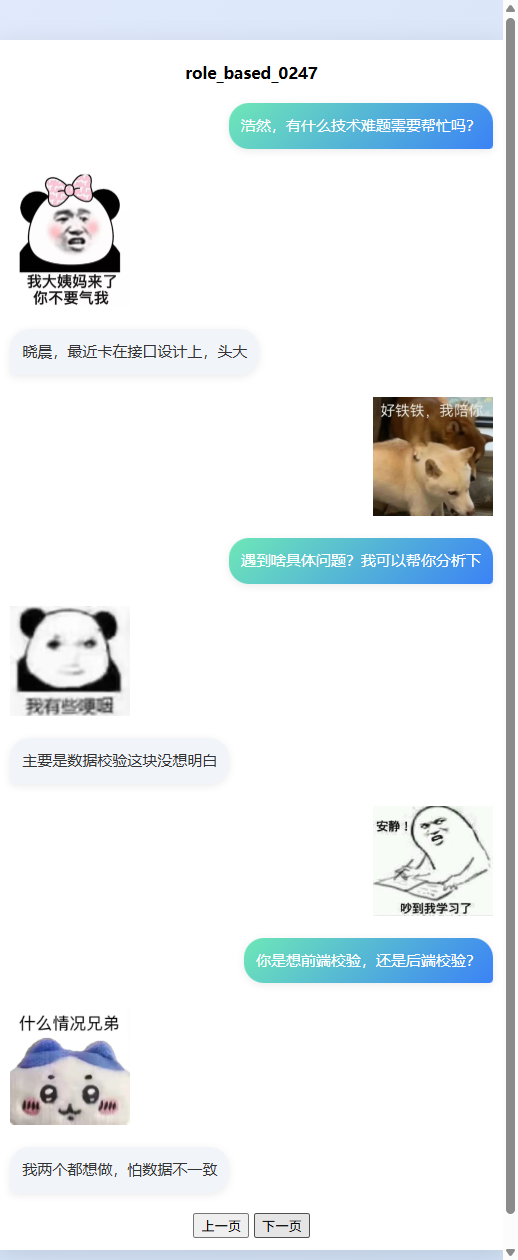 role_based_0247
浩然，有什么技术难题需要帮忙吗？
我大姨妈来了
你不要气我
晓晨，最近卡在接口设计上，头大
好铁铁，我陪你
遇到啥具体问题？我可以帮你分析下
我有些哽咽
主要是数据校验这块没想明白
安静！
吵到我学习了
你是想前端校验，还是后端校验？
什么情况兄弟
我两个都想做，怕数据不一致
上一页 下一页